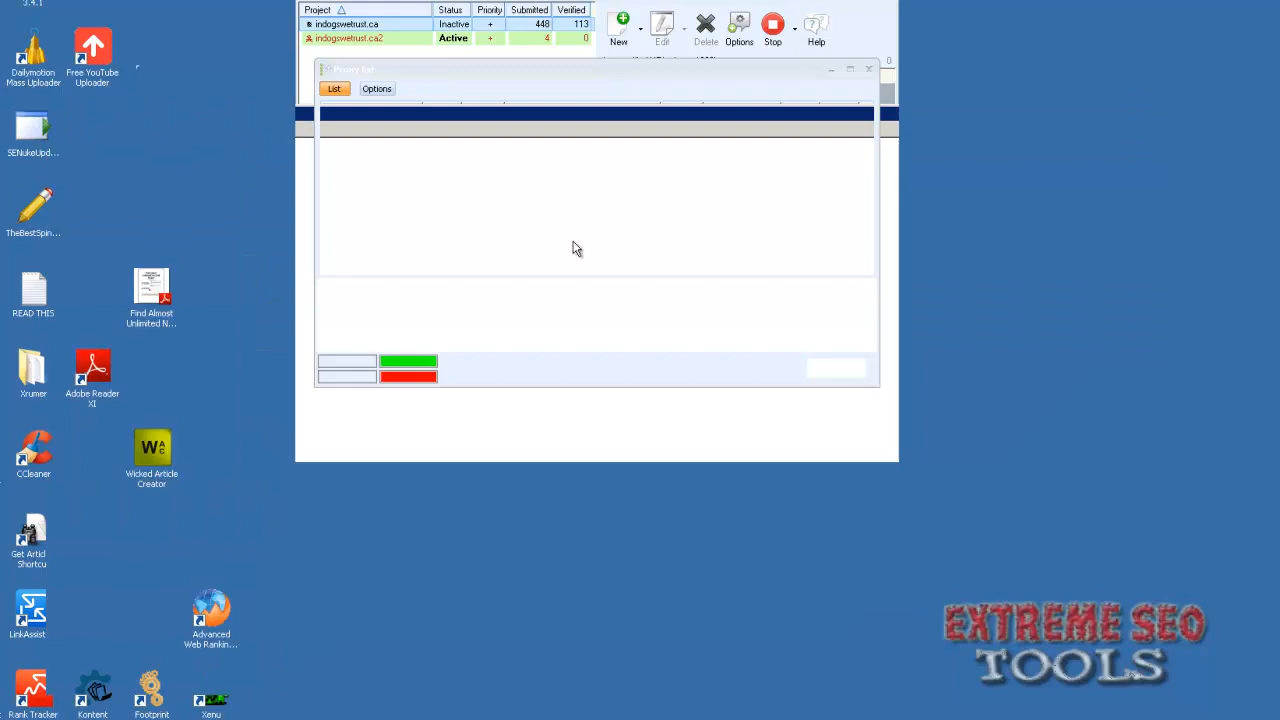 3.4.1
Project Status Priority Submitted Verified
indogswetrust.ca Inactive + 448 113
indogswetrust.ca2 Active + 4 0
New Edit Delete Options Stop Help
0
List Options
Dailymotion
Mass Uploader
Free YouTube
Uploader
SENukeUpd...
TheBestSpin...
READ THIS
Find Almost
Unlimited N...
Xrumer
Adobe Reader
XI
CCleaner
WAC
Wicked Article
Creator
Get Articl
Shortcu
LinkAssist
Advanced
Web Rankin...
Rank Tracker
Kontent
Footprint
Xenu
EXTREME SEO
TOOLS